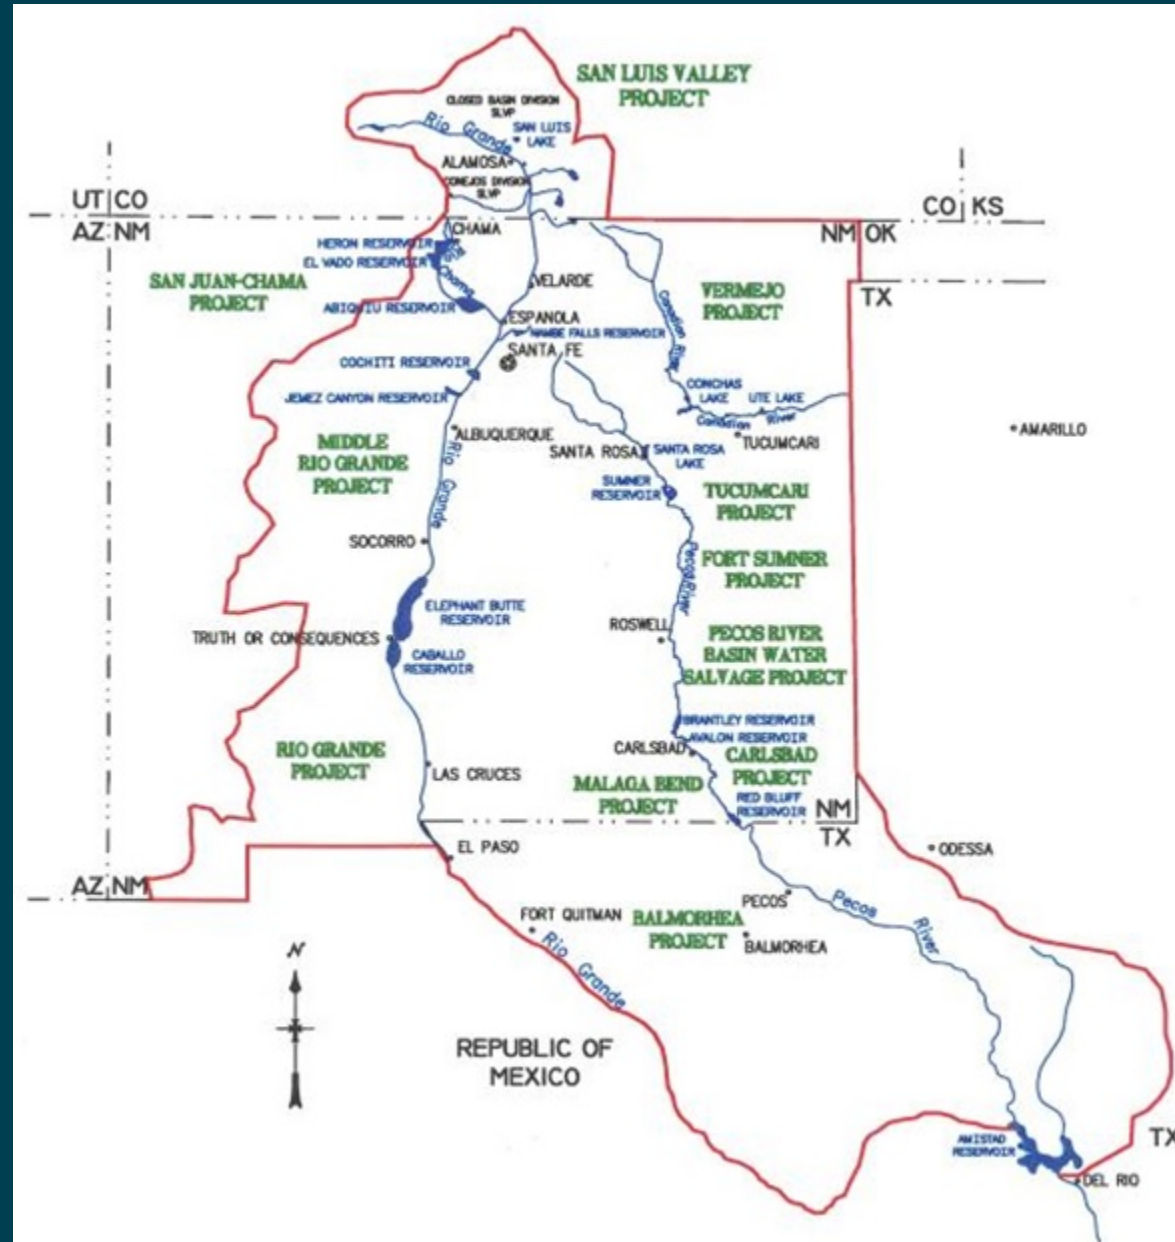 SAN LUIS VALLEY
PROJECT
CLOSED BASIN DIVISION
SLVP
Rio Grande
SAN LUIS
LAKE
ALAMOSA
CONEJOS DIVISION
SLVP
UT CO
AZ NM
CO KS
NM OK
TX
CHAMA
HERON RESERVOIR
EL VADO RESERVOIR
Rio
Chama
SAN JUAN-CHAMA
PROJECT
ABIQUIU RESERVOIR
VELARDE
ESPANOLA
NAMBE FALLS RESERVOIR
SANTA FE
VERMEJO
PROJECT
Canadian River
COCHITI RESERVOIR
JEMEZ CANYON RESERVOIR
CONCHAS
LAKE
UTE LAKE
Canadian River
TUCUMCARI
AMARILLO
ALBUQUERQUE
MIDDLE
RIO GRANDE
PROJECT
Rio Grande
SANTA ROSA
SANTA ROSA
LAKE
SUMNER
RESERVOIR
TUCUMCARI
PROJECT
SOCORRO
FORT SUMNER
PROJECT
Pecos River
ELEPHANT BUTTE
RESERVOIR
TRUTH OR CONSEQUENCES
CABALLO
RESERVOIR
ROSWELL
PECOS RIVER
BASIN WATER
SALVAGE PROJECT
BRANTLEY RESERVOIR
AVALON RESERVOIR
CARLSBAD
CARLSBAD
PROJECT
RIO GRANDE
PROJECT
LAS CRUCES
MALAGA BEND
PROJECT
RED BLUFF
RESERVOIR
NM
TX
EL PASO
ODESSA
AZ NM
PECOS
Pecos River
FORT QUITMAN
BALMORHEA
PROJECT
BALMORHEA
Rio Grande
N
REPUBLIC OF
MEXICO
AMISTAD
RESERVOIR
TX
DEL RIO